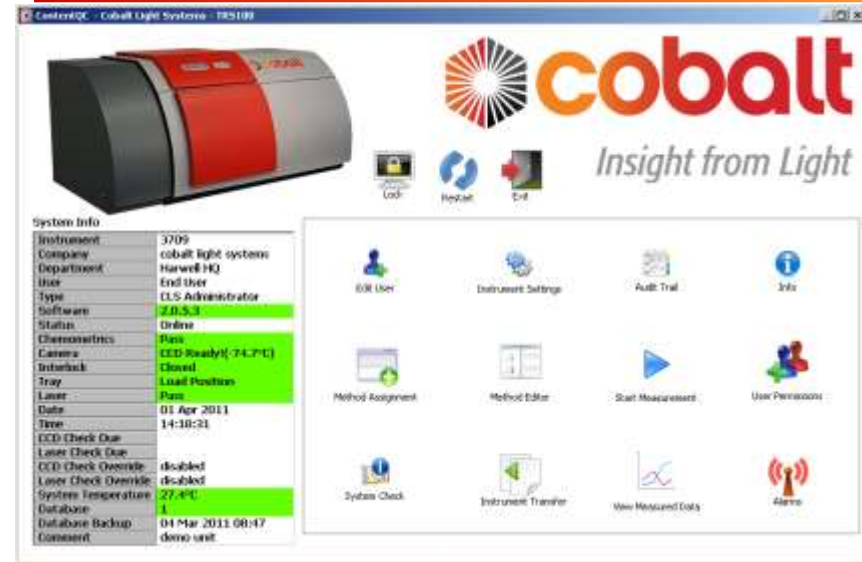 ContentQC - Cobalt Light Systems - TRS100
cobalt
cobalt
Insight from Light
Lock
Restart
Exit
System Info
Instrument 3709
Company cobalt light systems
Department Harwell HQ
User End User
Type CLS Administrator
Software 2.0.5.3
Status Online
Chemometrics Pass
Camera CCD Ready!(-74.7°C)
Interlock Closed
Tray Load Position
Laser Pass
Date 01 Apr 2011
Time 14:18:31
CCD Check Due
Laser Check Due
CCD Check Override disabled
Laser Check Override disabled
System Temperature 27.4°C
Database 1
Database Backup 04 Mar 2011 08:47
Comment demo unit
Edit User
Instrument Settings
Audit Trail
Info
Method Assignment
Method Editor
Start Measurement
User Permissions
System Check
Instrument Transfer
View Measured Data
Alarms